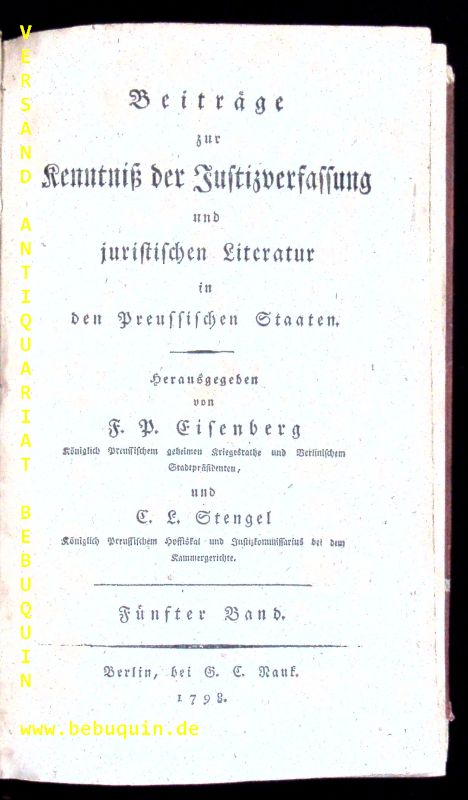 Beiträge
zur
Kenntniß der Justizverfassung
und
juristischen Literatur
in
den Preussischen Staaten.
Herausgegeben
von
F. P. Eisenberg
Königlich Preussischem geheimen Kriegesrathe und Berlinischem
Stadtpräsidenten,
und
C. L. Stengel
Königlich Preussischem Hoffiskal und Justizkommissarius bei dem
Kammergerichte.
Fünfter Band.
Berlin, bei G. C. Nauk.
1798.
VERSAND ANTIQUARIAT BEBUQUIN
www.bebuquin.de